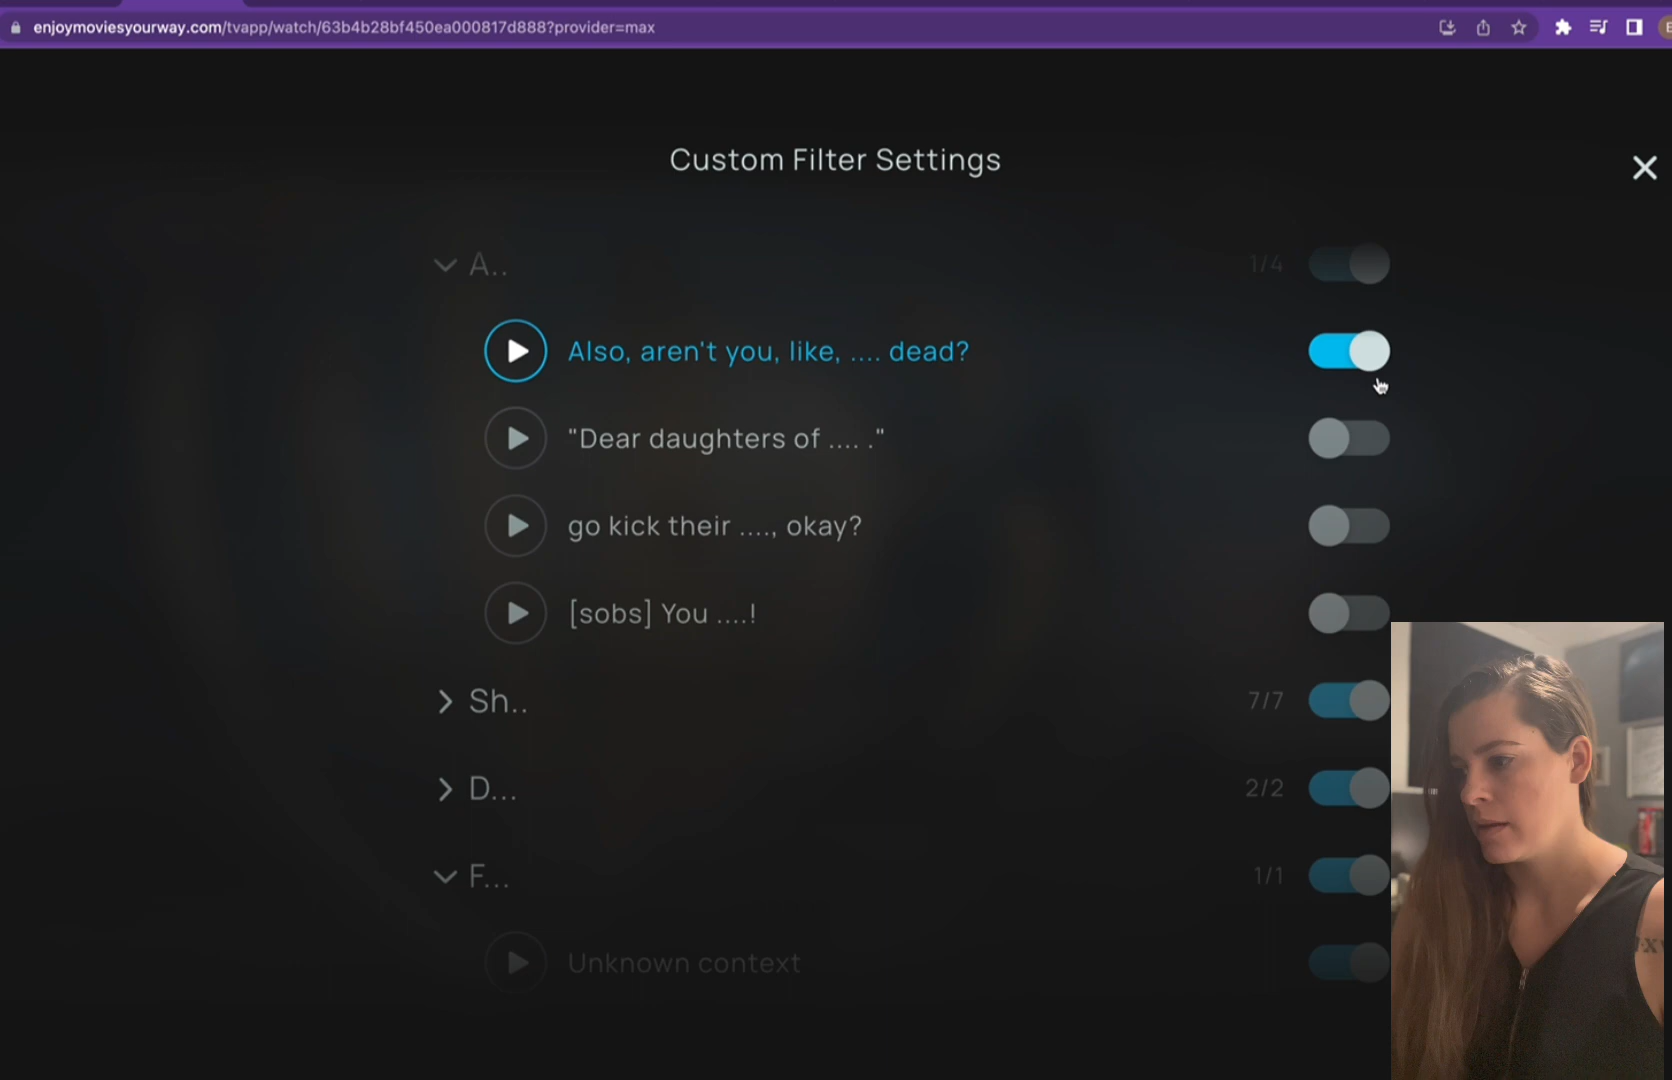 enjoymoviesyourway.com/tvapp/watch/63b4b28bf450ea000817d888?provider=max
Custom Filter Settings
A.. 1/4
Also, aren't you, like, .... dead?
"Dear daughters of .... ."
go kick their ...., okay?
[sobs] You ....!
Sh.. 7/7
D... 2/2
F... 1/1
Unknown context